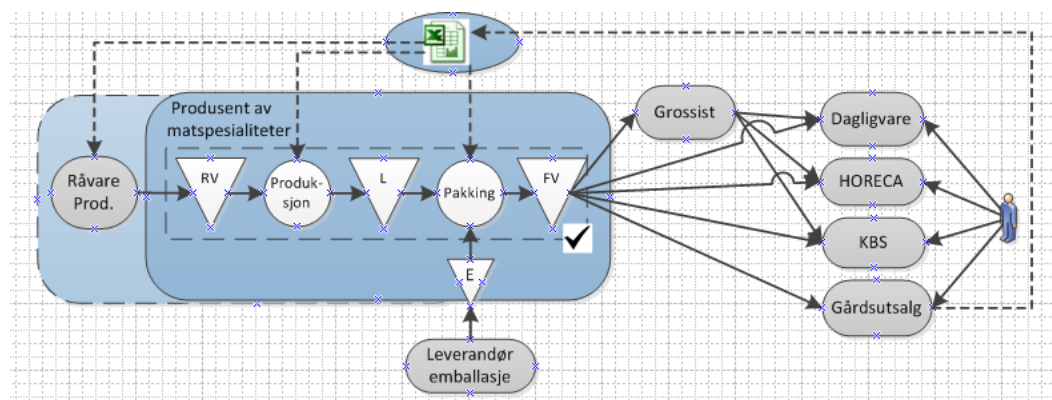 Produsent av
matspesialiteter
Råvare
Prod.
RV
Produk-
sjon
L
Pakking
FV
E
Leverandør
emballasje
Grossist
Dagligvare
HORECA
KBS
Gårdsutsalg